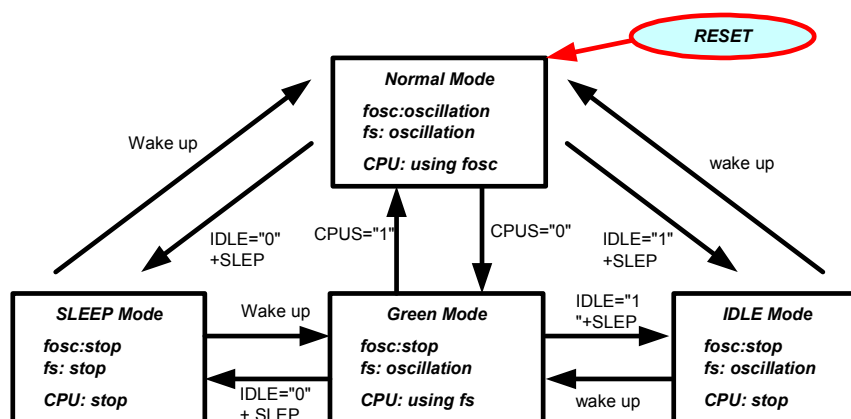 RESET
Normal Mode
fosc:oscillation
fs: oscillation
CPU: using fosc
Wake up
wake up
IDLE="0"
+SLEP
CPUS="1"
CPUS="0"
IDLE="1"
+SLEP
SLEEP Mode
fosc:stop
fs: stop
CPU: stop
Wake up
IDLE="0"
+ SLEP
Green Mode
fosc:stop
fs: oscillation
CPU: using fs
IDLE="1
"+SLEP
wake up
IDLE Mode
fosc:stop
fs: oscillation
CPU: stop